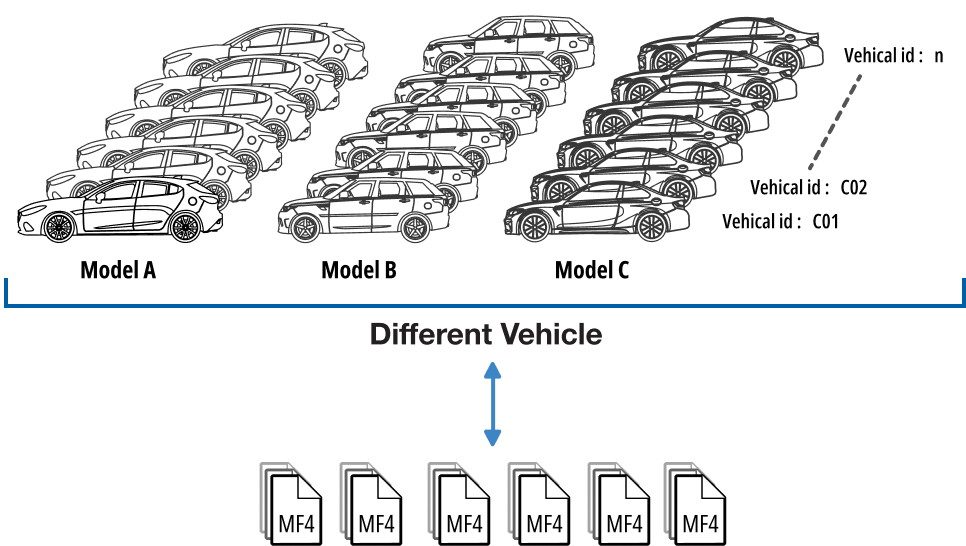 Vehical id : n
Vehical id : C02
Vehical id : C01
Model A
Model B
Model C
Different Vehicle
MF4
MF4
MF4
MF4
MF4
MF4